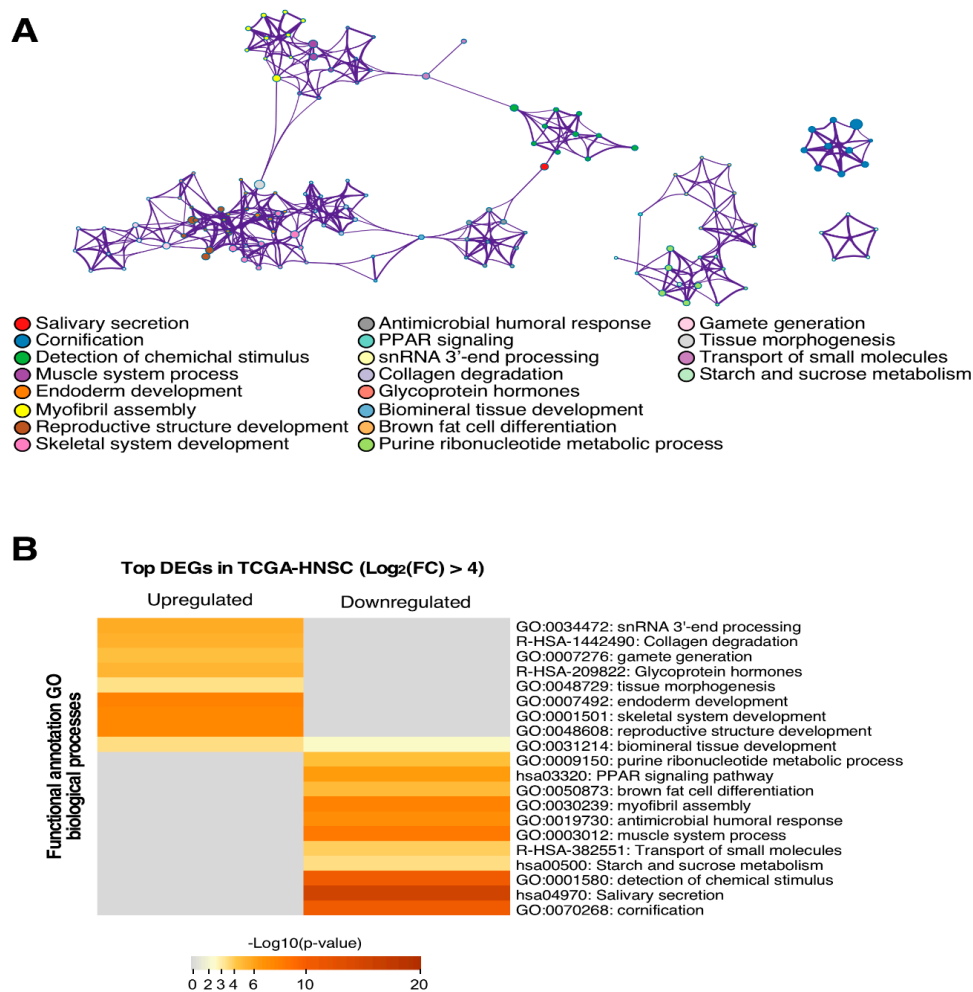 A
Salivary secretion
Cornification
Detection of chemichal stimulus
Muscle system process
Endoderm development
Myofibril assembly
Reproductive structure development
Skeletal system development
Antimicrobial humoral response
PPAR signaling
snRNA 3'-end processing
Collagen degradation
Glycoprotein hormones
Biomineral tissue development
Brown fat cell differentiation
Purine ribonucleotide metabolic process
Gamete generation
Tissue morphogenesis
Transport of small molecules
Starch and sucrose metabolism
B
Top DEGs in TCGA-HNSC (Log₂(FC) > 4)
Upregulated
Downregulated
Functional annotation GO
biological processes
GO:0034472: snRNA 3'-end processing
R-HSA-1442490: Collagen degradation
GO:0007276: gamete generation
R-HSA-209822: Glycoprotein hormones
GO:0048729: tissue morphogenesis
GO:0007492: endoderm development
GO:0001501: skeletal system development
GO:0048608: reproductive structure development
GO:0031214: biomineral tissue development
GO:0009150: purine ribonucleotide metabolic process
hsa03320: PPAR signaling pathway
GO:0050873: brown fat cell differentiation
GO:0030239: myofibril assembly
GO:0019730: antimicrobial humoral response
GO:0003012: muscle system process
R-HSA-382551: Transport of small molecules
hsa00500: Starch and sucrose metabolism
GO:0001580: detection of chemical stimulus
hsa04970: Salivary secretion
GO:0070268: cornification
-Log10(p-value)
0 2 3 4 6 10 20